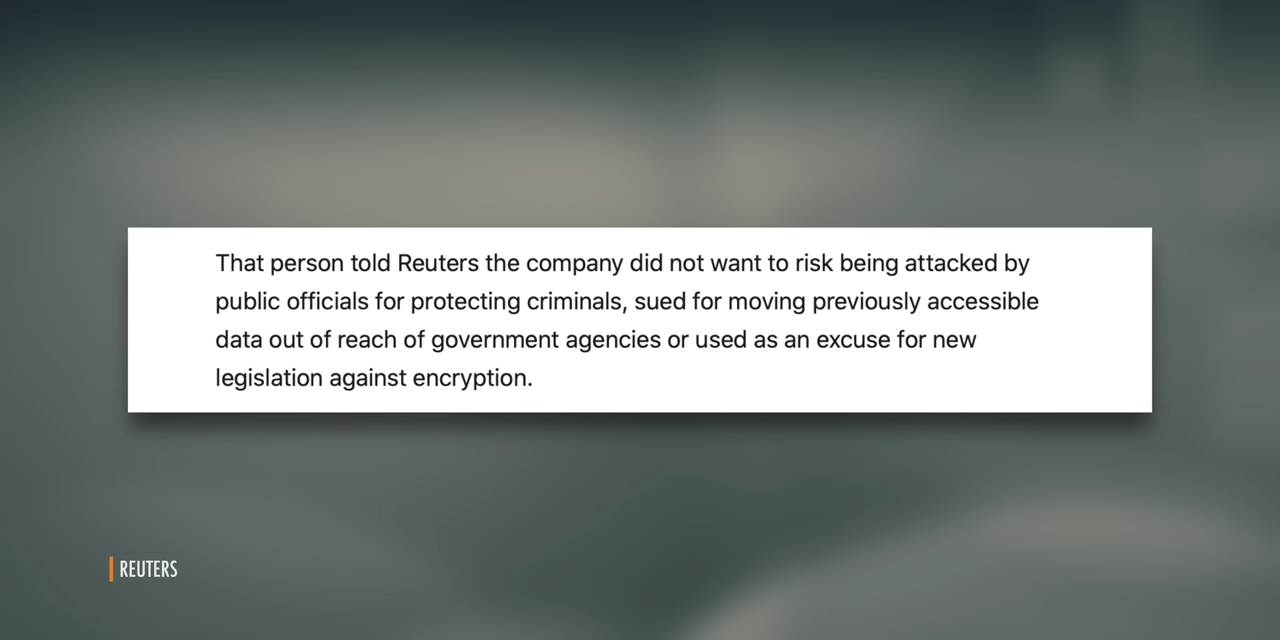 That person told Reuters the company did not want to risk being attacked by
public officials for protecting criminals, sued for moving previously accessible
data out of reach of government agencies or used as an excuse for new
legislation against encryption.
REUTERS